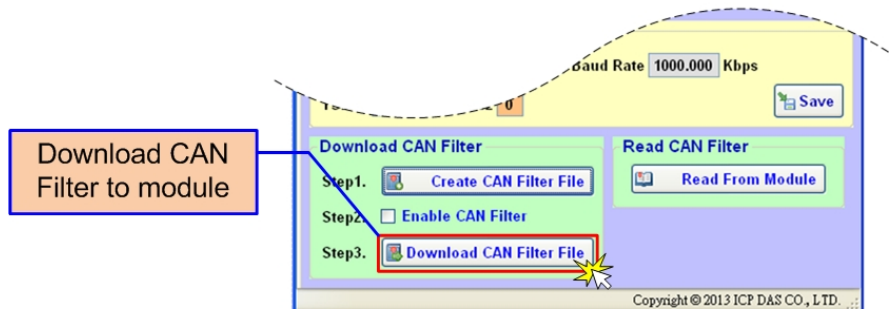 Baud Rate 1000.000 Kbps
0
Save
Download CAN
Filter to module
Download CAN Filter
Step1. Create CAN Filter File
Step2. Enable CAN Filter
Step3. Download CAN Filter File
Read CAN Filter
Read From Module
Copyright © 2013 ICP DAS CO., LTD.